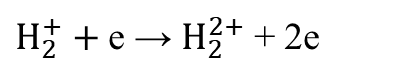 H₂⁺ + e → H₂²⁺ + 2e